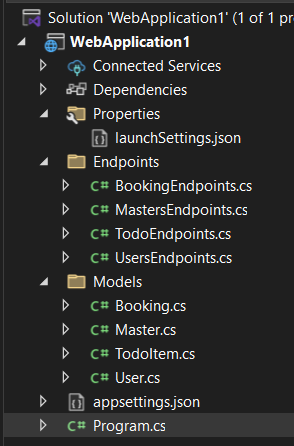 Solution 'WebApplication1' (1 of 1 pr
WebApplication1
Connected Services
Dependencies
Properties
launchSettings.json
Endpoints
C# BookingEndpoints.cs
C# MastersEndpoints.cs
C# TodoEndpoints.cs
C# UsersEndpoints.cs
Models
C# Booking.cs
C# Master.cs
C# TodoItem.cs
C# User.cs
appsettings.json
C# Program.cs